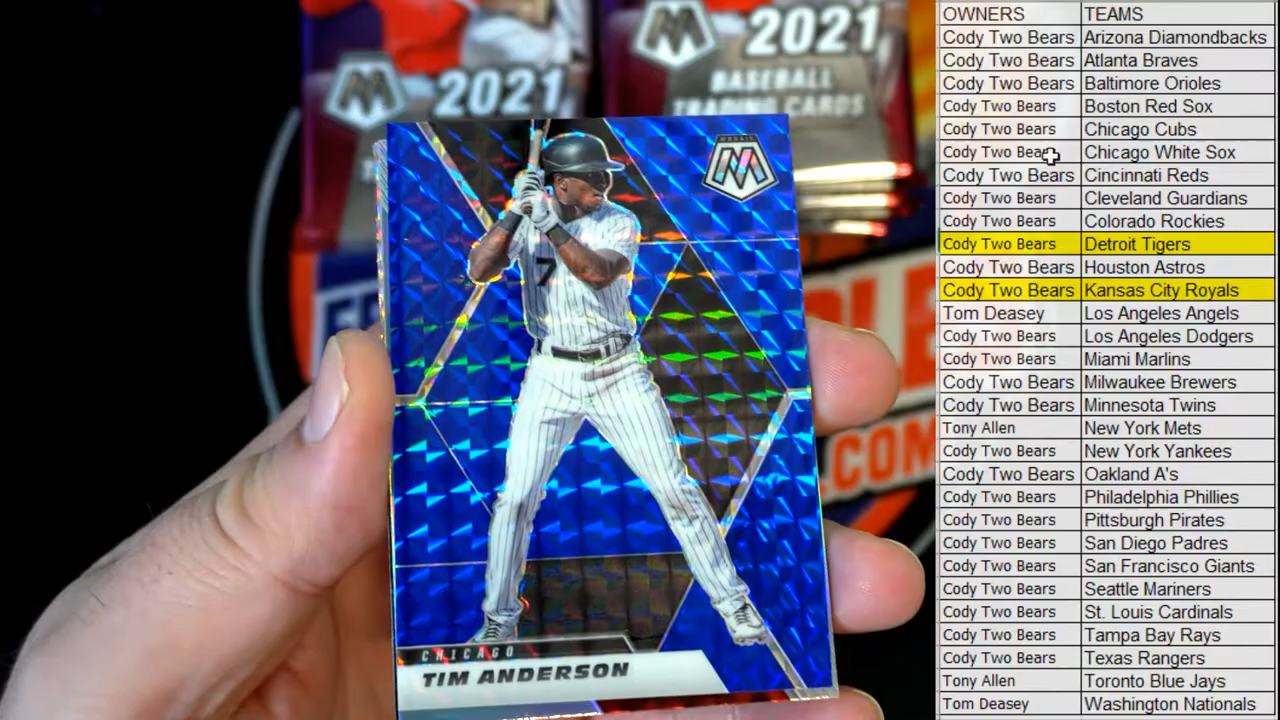 2021
2021
BASEBALL
TRADING CARDS
MOSAIC
M
7
CHICAGO
TIM ANDERSON
.COM
OWNERS TEAMS
Cody Two Bears Arizona Diamondbacks
Cody Two Bears Atlanta Braves
Cody Two Bears Baltimore Orioles
Cody Two Bears Boston Red Sox
Cody Two Bears Chicago Cubs
Cody Two Bears Chicago White Sox
Cody Two Bears Cincinnati Reds
Cody Two Bears Cleveland Guardians
Cody Two Bears Colorado Rockies
Cody Two Bears Detroit Tigers
Cody Two Bears Houston Astros
Cody Two Bears Kansas City Royals
Tom Deasey Los Angeles Angels
Cody Two Bears Los Angeles Dodgers
Cody Two Bears Miami Marlins
Cody Two Bears Milwaukee Brewers
Cody Two Bears Minnesota Twins
Tony Allen New York Mets
Cody Two Bears New York Yankees
Cody Two Bears Oakland A's
Cody Two Bears Philadelphia Phillies
Cody Two Bears Pittsburgh Pirates
Cody Two Bears San Diego Padres
Cody Two Bears San Francisco Giants
Cody Two Bears Seattle Mariners
Cody Two Bears St. Louis Cardinals
Cody Two Bears Tampa Bay Rays
Cody Two Bears Texas Rangers
Tony Allen Toronto Blue Jays
Tom Deasey Washington Nationals